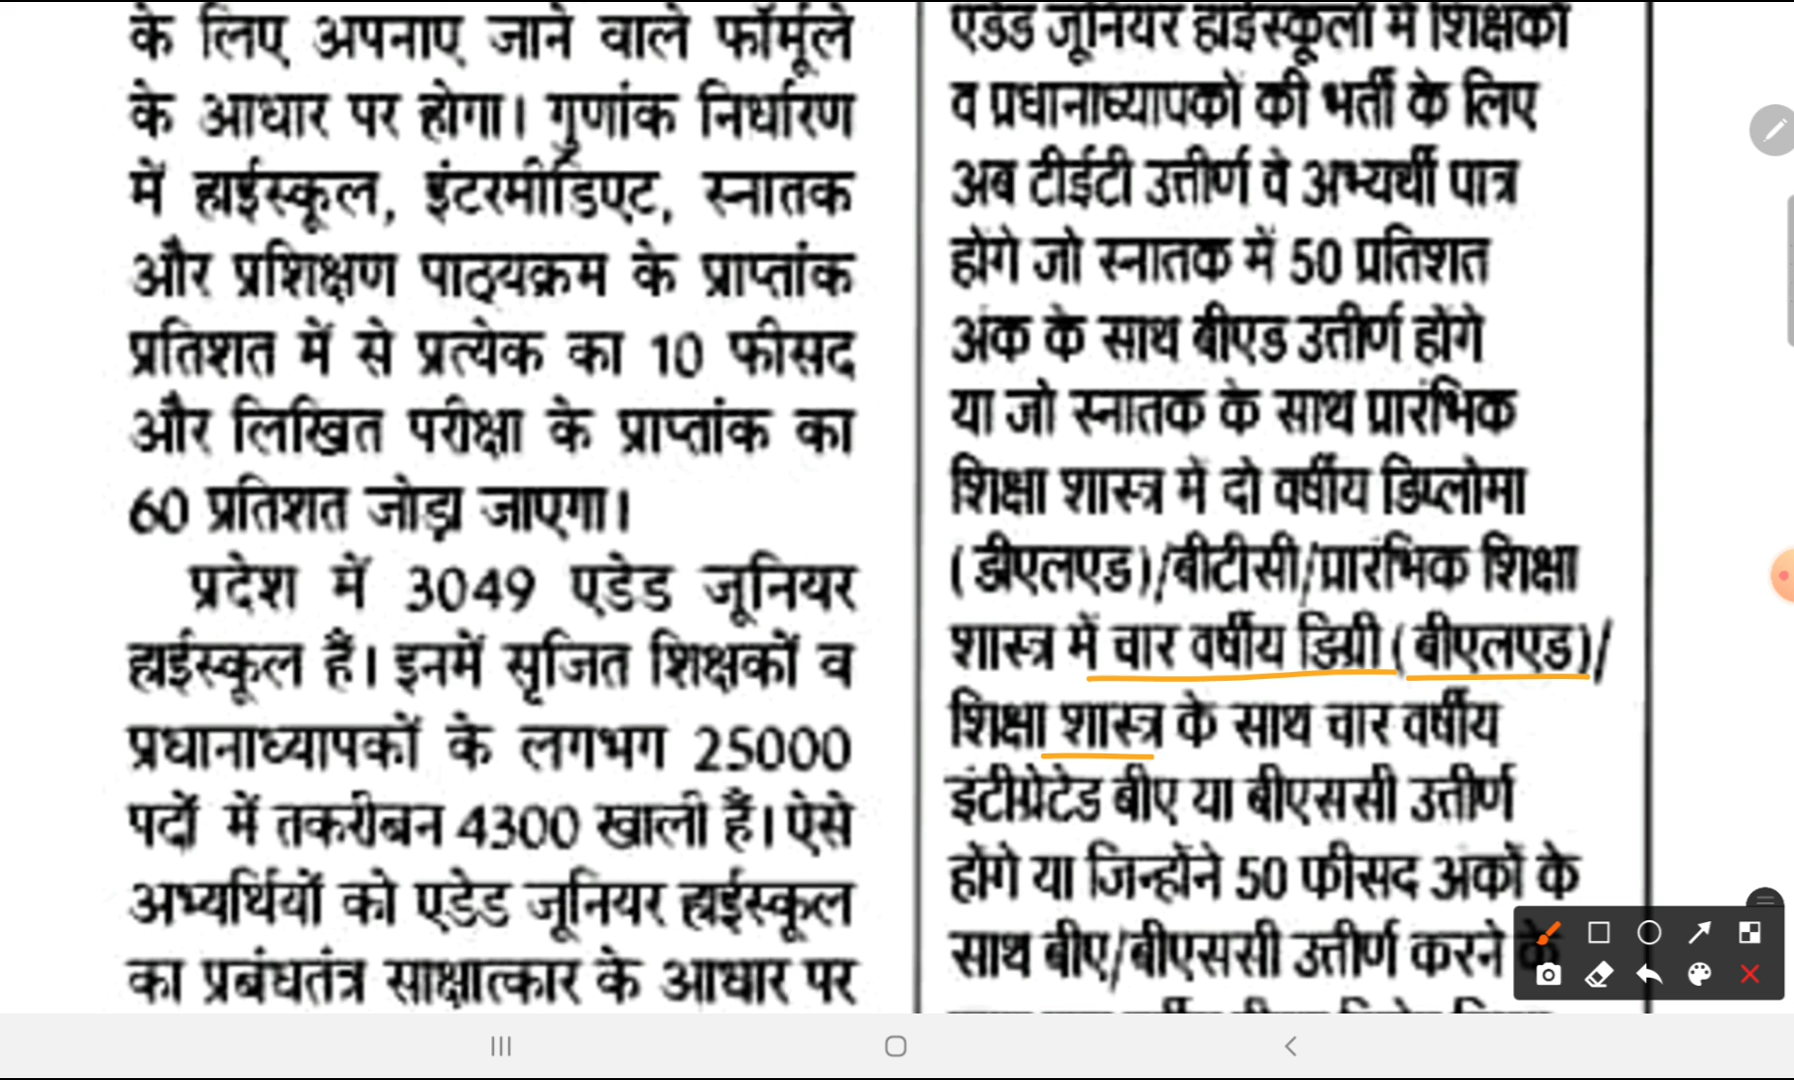 के लिए अपनाए जाने वाले फॉर्मूले
के आधार पर होगा। गुणांक निर्धारण
में हाईस्कूल, इंटरमीडिएट, स्नातक
और प्रशिक्षण पाठ्यक्रम के प्राप्तांक
प्रतिशत में से प्रत्येक का 10 फीसद
और लिखित परीक्षा के प्राप्तांक का
60 प्रतिशत जोड़ा जाएगा।
प्रदेश में 3049 एडेड जूनियर
हाईस्कूल हैं। इनमें सृजित शिक्षकों व
प्रधानाध्यापकों के लगभग 25000
पदों में तकरीबन 4300 खाली हैं। ऐसे
अभ्यर्थियों को एडेड जूनियर हाईस्कूल
का प्रबंधतंत्र साक्षात्कार के आधार पर
एडेड जूनियर हाईस्कूलों में शिक्षकों
व प्रधानाध्यापकों की भर्ती के लिए
अब टीईटी उत्तीर्ण वे अभ्यर्थी पात्र
होंगे जो स्नातक में 50 प्रतिशत
अंक के साथ बीएड उतीर्ण होंगे
या जो स्नातक के साथ प्रारंभिक
शिक्षा शास्त्र में दो वर्षीय डिप्लोमा
(डीएलएड)/बीटीसी/प्रारंभिक शिक्षा
शास्त्र में चार वर्षीय डिग्री (बीएलएड)/
शिक्षा शास्त्र के साथ चार वर्षीय
इंटीग्रेटेड बीए या बीएससी उतीर्ण
होंगे या जिन्होंने 50 फीसद अंकों के
साथ बीए/बीएससी उतीर्ण करने के